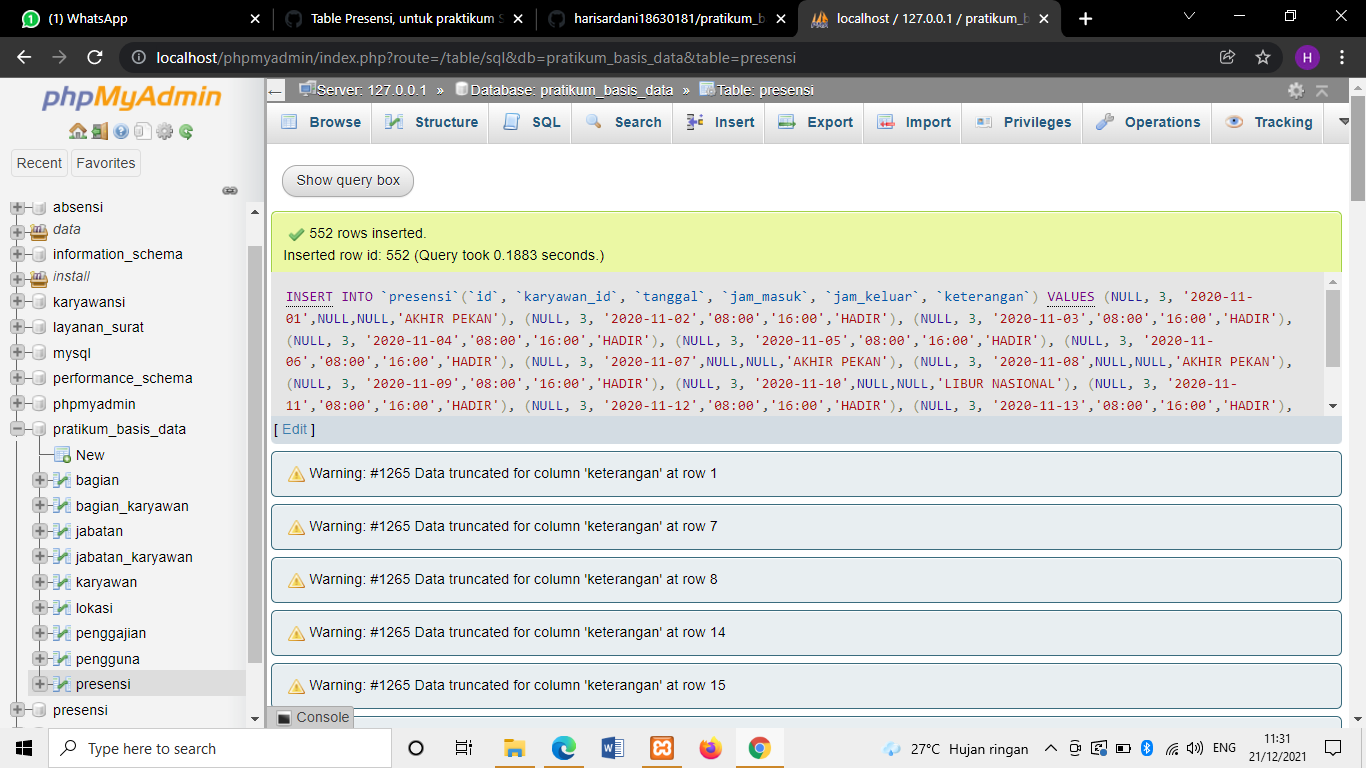 (1) WhatsApp
Table Presensi, untuk praktikum S
harisardani18630181/pratikum_b
localhost / 127.0.0.1 / pratikum_b
localhost/phpmyadmin/index.php?route=/table/sql&db=pratikum_basis_data&table=presensi
H
phpMyAdmin
Recent
Favorites
absensi
data
information_schema
install
karyawansi
layanan_surat
mysql
performance_schema
phpmyadmin
pratikum_basis_data
New
bagian
bagian_karyawan
jabatan
jabatan_karyawan
karyawan
lokasi
penggajian
pengguna
presensi
presensi
Server: 127.0.0.1 » Database: pratikum_basis_data » Table: presensi
Browse Structure SQL Search Insert Export Import Privileges Operations Tracking
Show query box
552 rows inserted.
Inserted row id: 552 (Query took 0.1883 seconds.)
INSERT INTO `presensi`(`id`, `karyawan_id`, `tanggal`, `jam_masuk`, `jam_keluar`, `keterangan`) VALUES (NULL, 3, '2020-11-
01',NULL,NULL,'AKHIR PEKAN'), (NULL, 3, '2020-11-02','08:00','16:00','HADIR'), (NULL, 3, '2020-11-03','08:00','16:00','HADIR'),
(NULL, 3, '2020-11-04','08:00','16:00','HADIR'), (NULL, 3, '2020-11-05','08:00','16:00','HADIR'), (NULL, 3, '2020-11-
06','08:00','16:00','HADIR'), (NULL, 3, '2020-11-07',NULL,NULL,'AKHIR PEKAN'), (NULL, 3, '2020-11-08',NULL,NULL,'AKHIR PEKAN'),
(NULL, 3, '2020-11-09','08:00','16:00','HADIR'), (NULL, 3, '2020-11-10',NULL,NULL,'LIBUR NASIONAL'), (NULL, 3, '2020-11-
11','08:00','16:00','HADIR'), (NULL, 3, '2020-11-12','08:00','16:00','HADIR'), (NULL, 3, '2020-11-13','08:00','16:00','HADIR'),
[ Edit ]
Warning: #1265 Data truncated for column 'keterangan' at row 1
Warning: #1265 Data truncated for column 'keterangan' at row 7
Warning: #1265 Data truncated for column 'keterangan' at row 8
Warning: #1265 Data truncated for column 'keterangan' at row 14
Warning: #1265 Data truncated for column 'keterangan' at row 15
Console
Type here to search
27°C Hujan ringan
ENG
11:31
21/12/2021